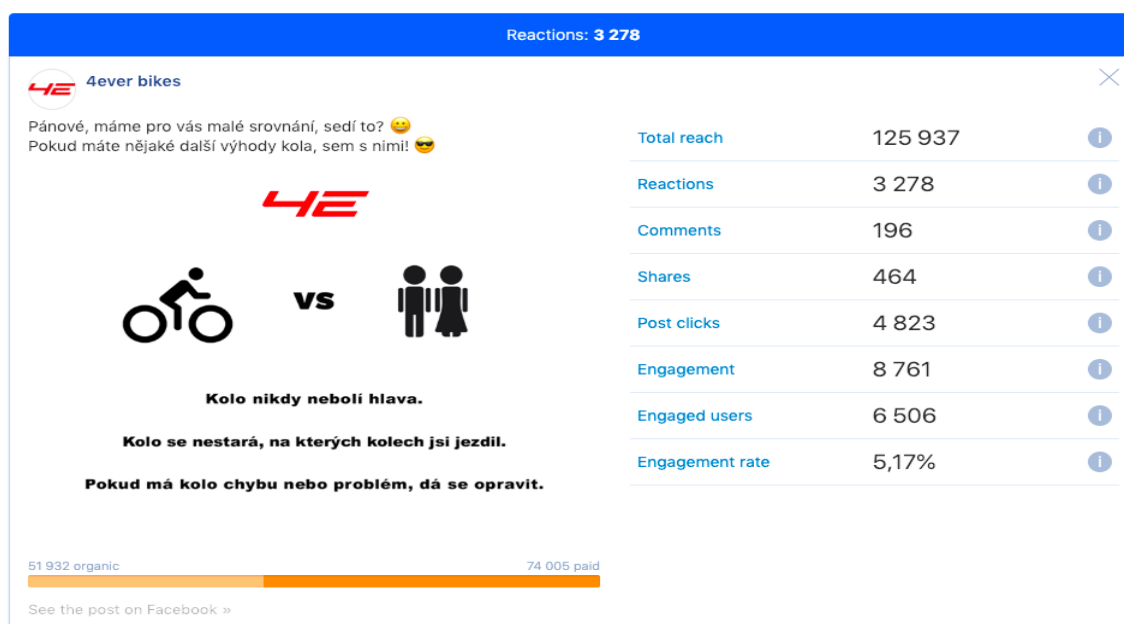 Reactions: 3 278
4E
4ever bikes
Pánové, máme pro vás malé srovnání, sedí to? 😀
Pokud máte nějaké další výhody kola, sem s nimi! 😎
4E
vs
Kolo nikdy nebolí hlava.
Kolo se nestará, na kterých kolech jsi jezdil.
Pokud má kolo chybu nebo problém, dá se opravit.
51 932 organic 74 005 paid
See the post on Facebook »
Total reach 125 937 i
Reactions 3 278 i
Comments 196 i
Shares 464 i
Post clicks 4 823 i
Engagement 8 761 i
Engaged users 6 506 i
Engagement rate 5,17% i